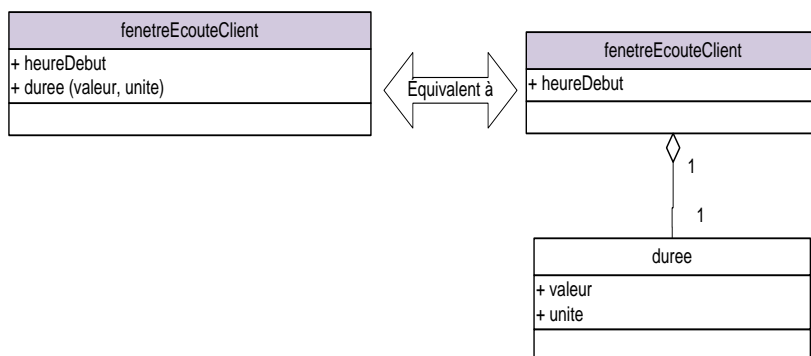 fenetreEcouteClient
+ heureDebut
+ duree (valeur, unite)
Equivalent à
fenetreEcouteClient
+ heureDebut
1
1
duree
+ valeur
+ unite